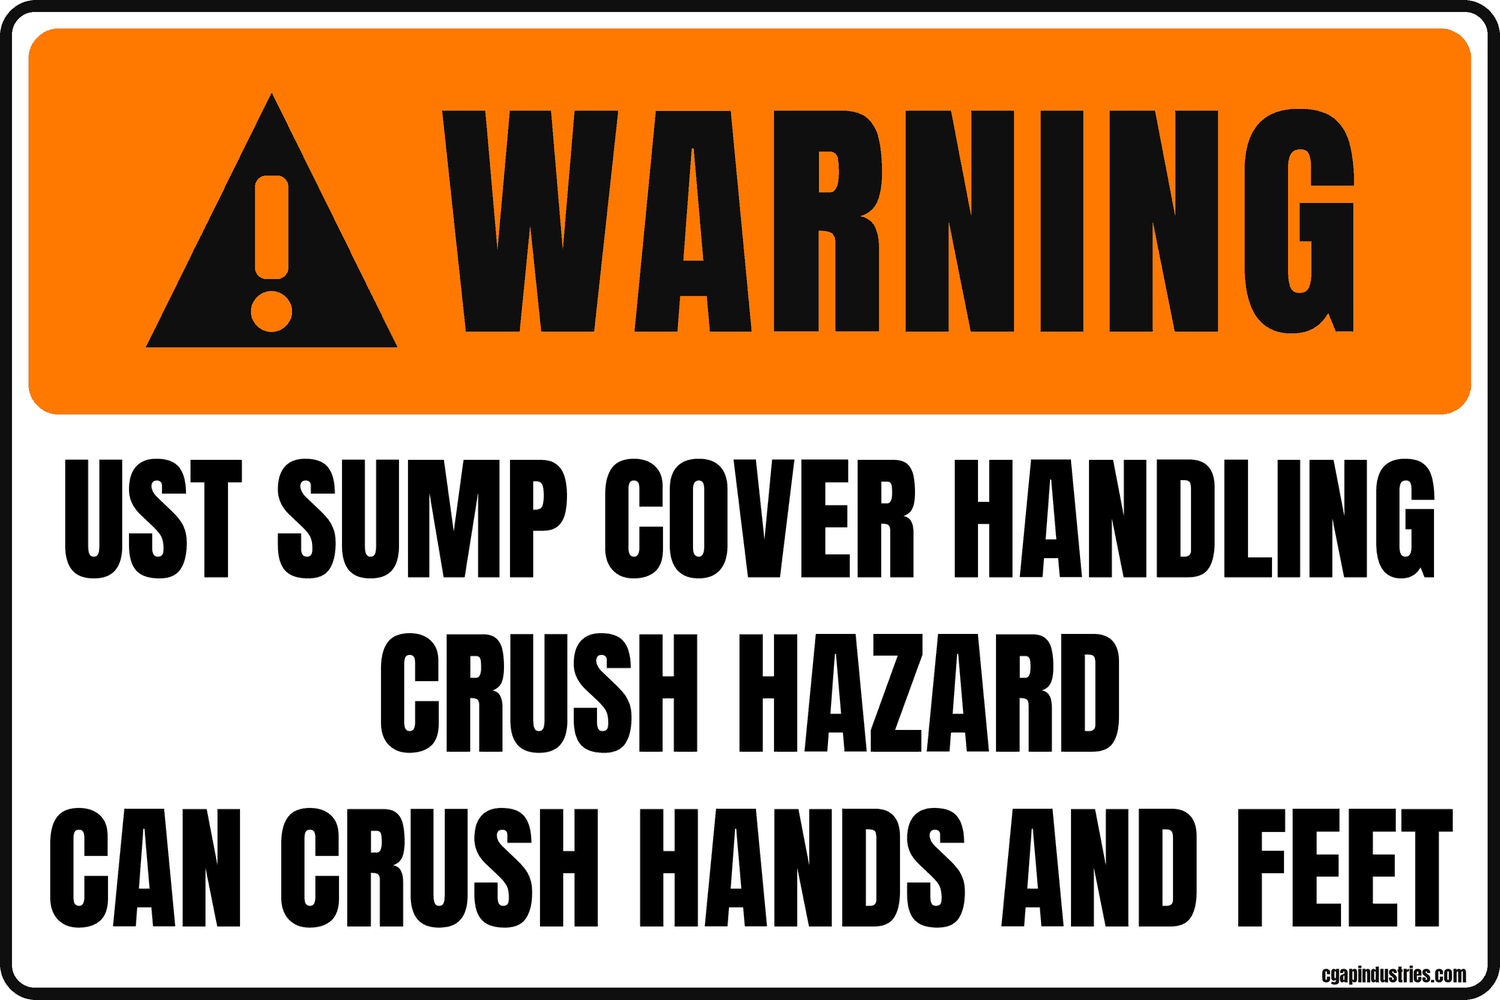 WARNING
UST SUMP COVER HANDLING
CRUSH HAZARD
CAN CRUSH HANDS AND FEET
cgapindustries.com